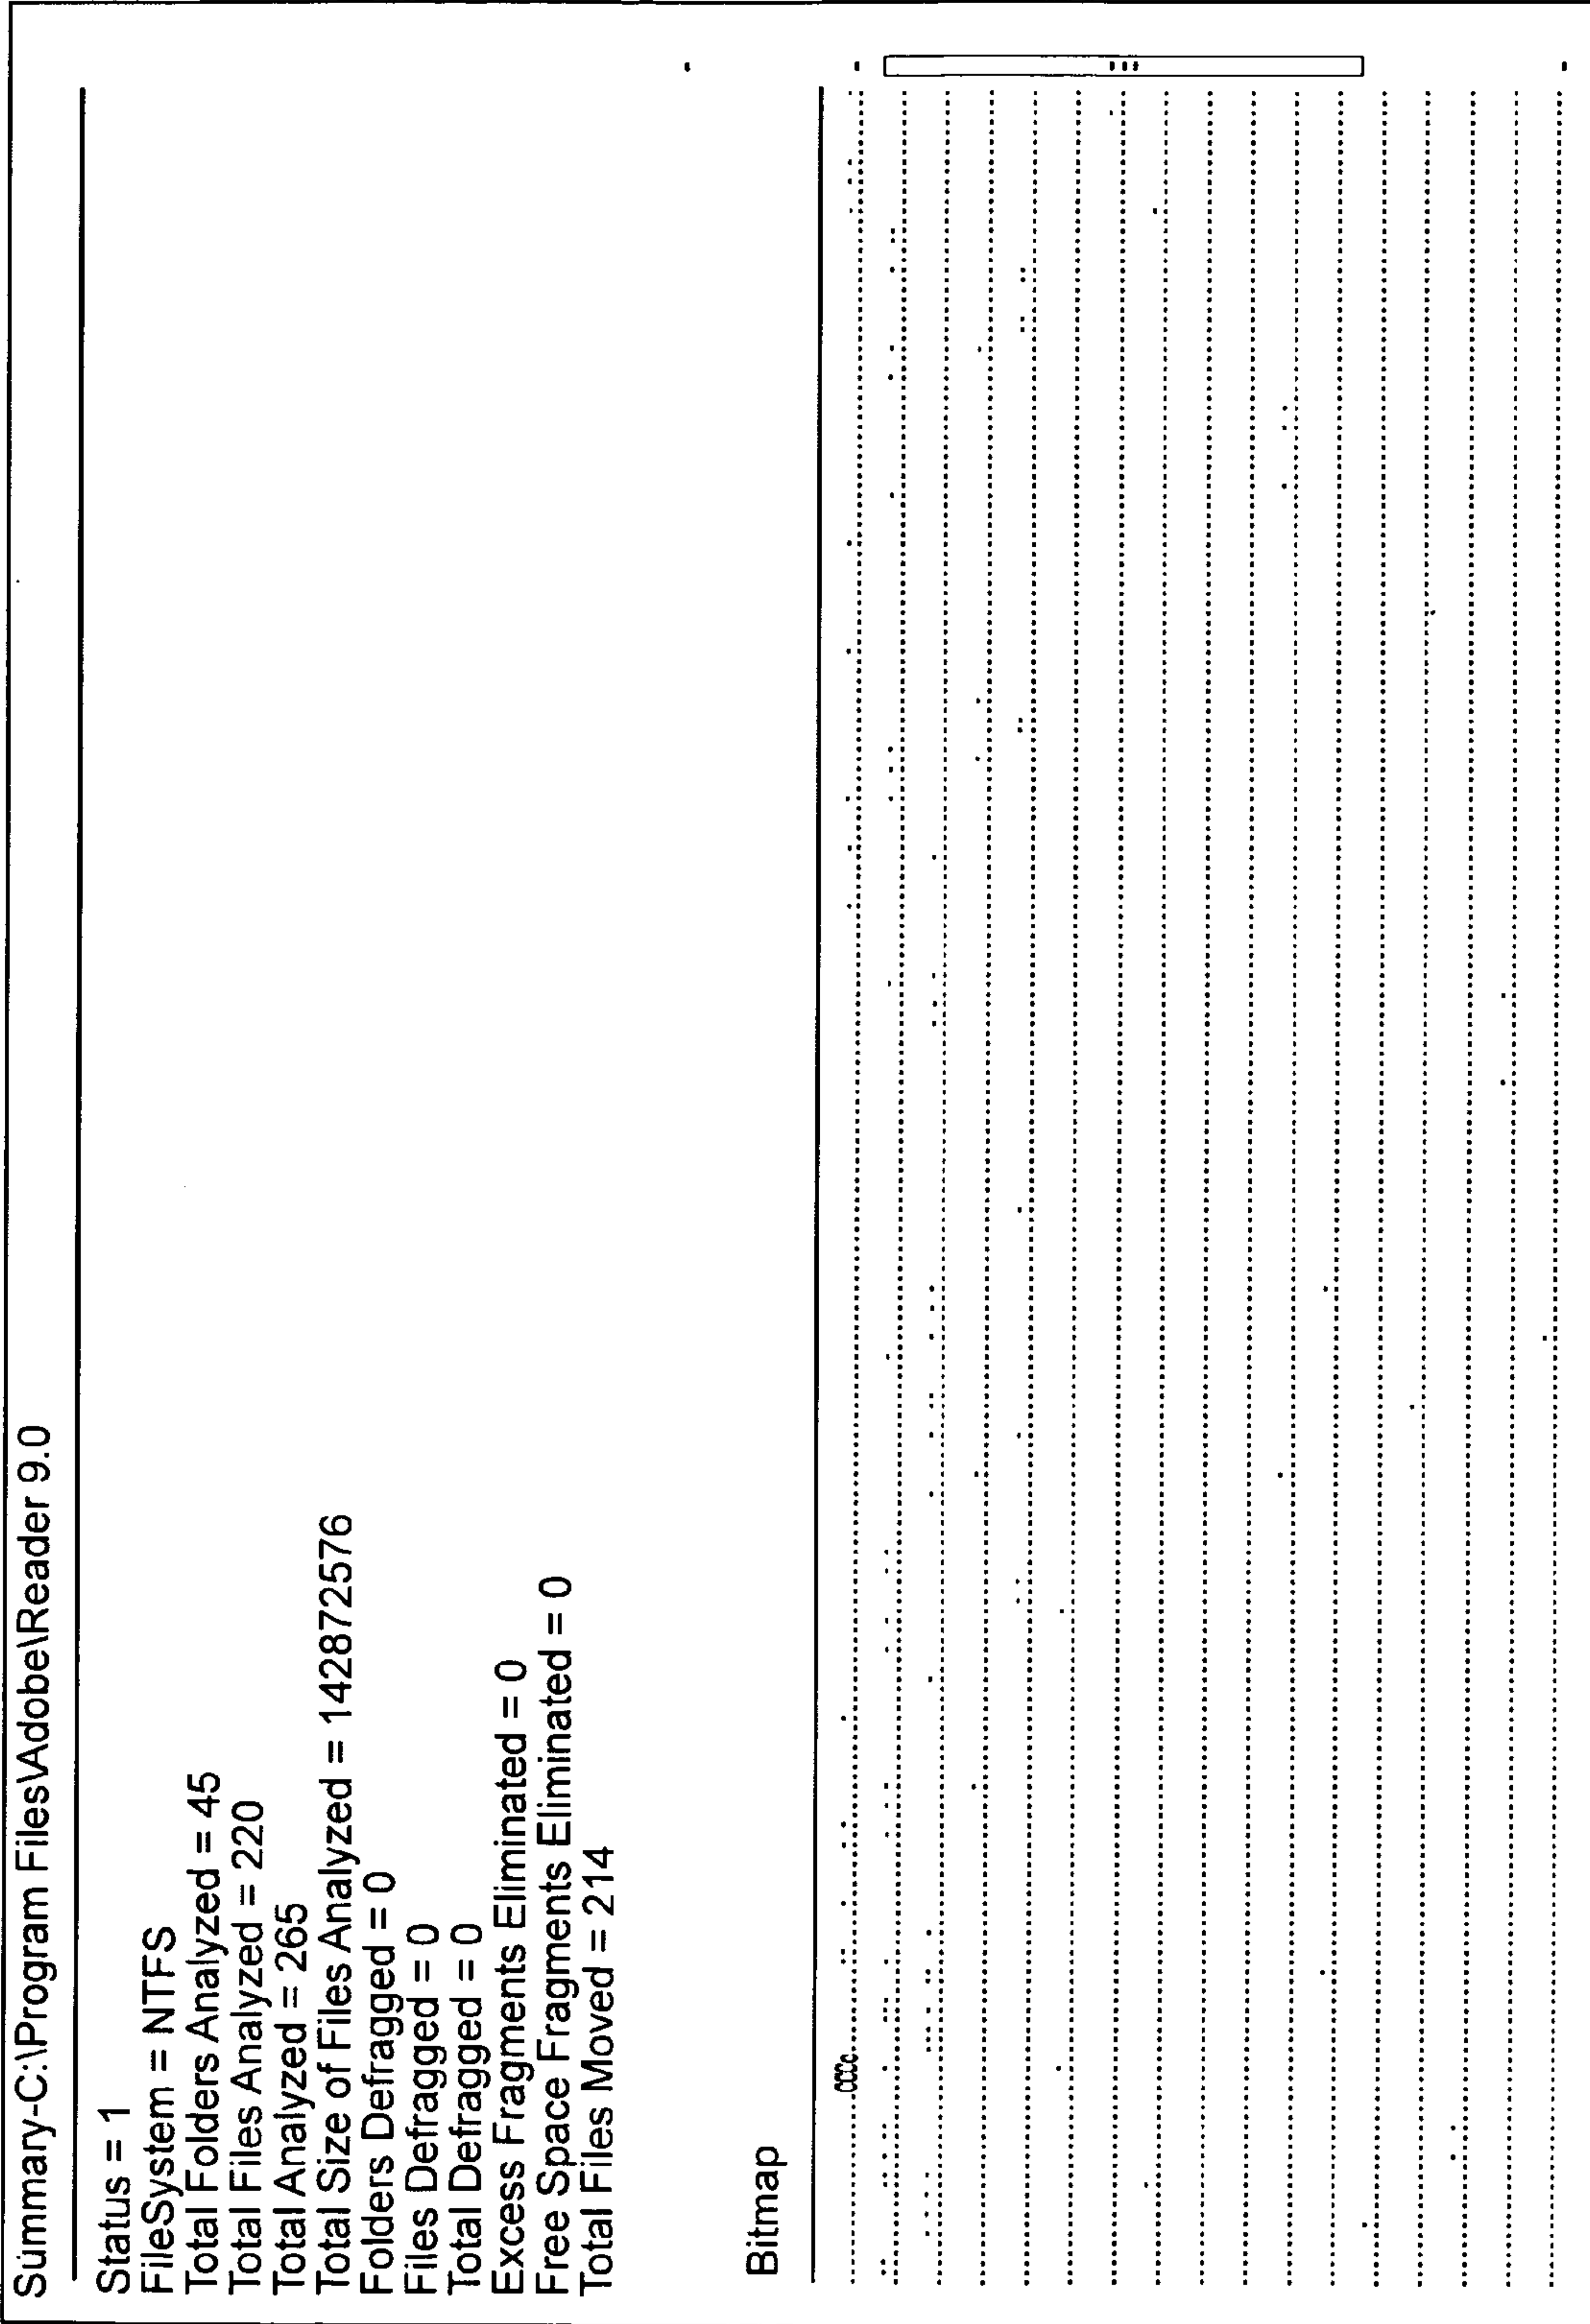 Summary-C:\Program Files\Adobe\Reader 9.0
Status = 1
FileSystem = NTFS
Total Folders Analyzed = 45
Total Files Analyzed = 220
Total Analyzed = 265
Total Size of Files Analyzed = 142872576
Folders Defragged = 0
Files Defragged = 0
Total Defragged = 0
Excess Fragments Eliminated = 0
Free Space Fragments Eliminated = 0
Total Files Moved = 214
Bitmap